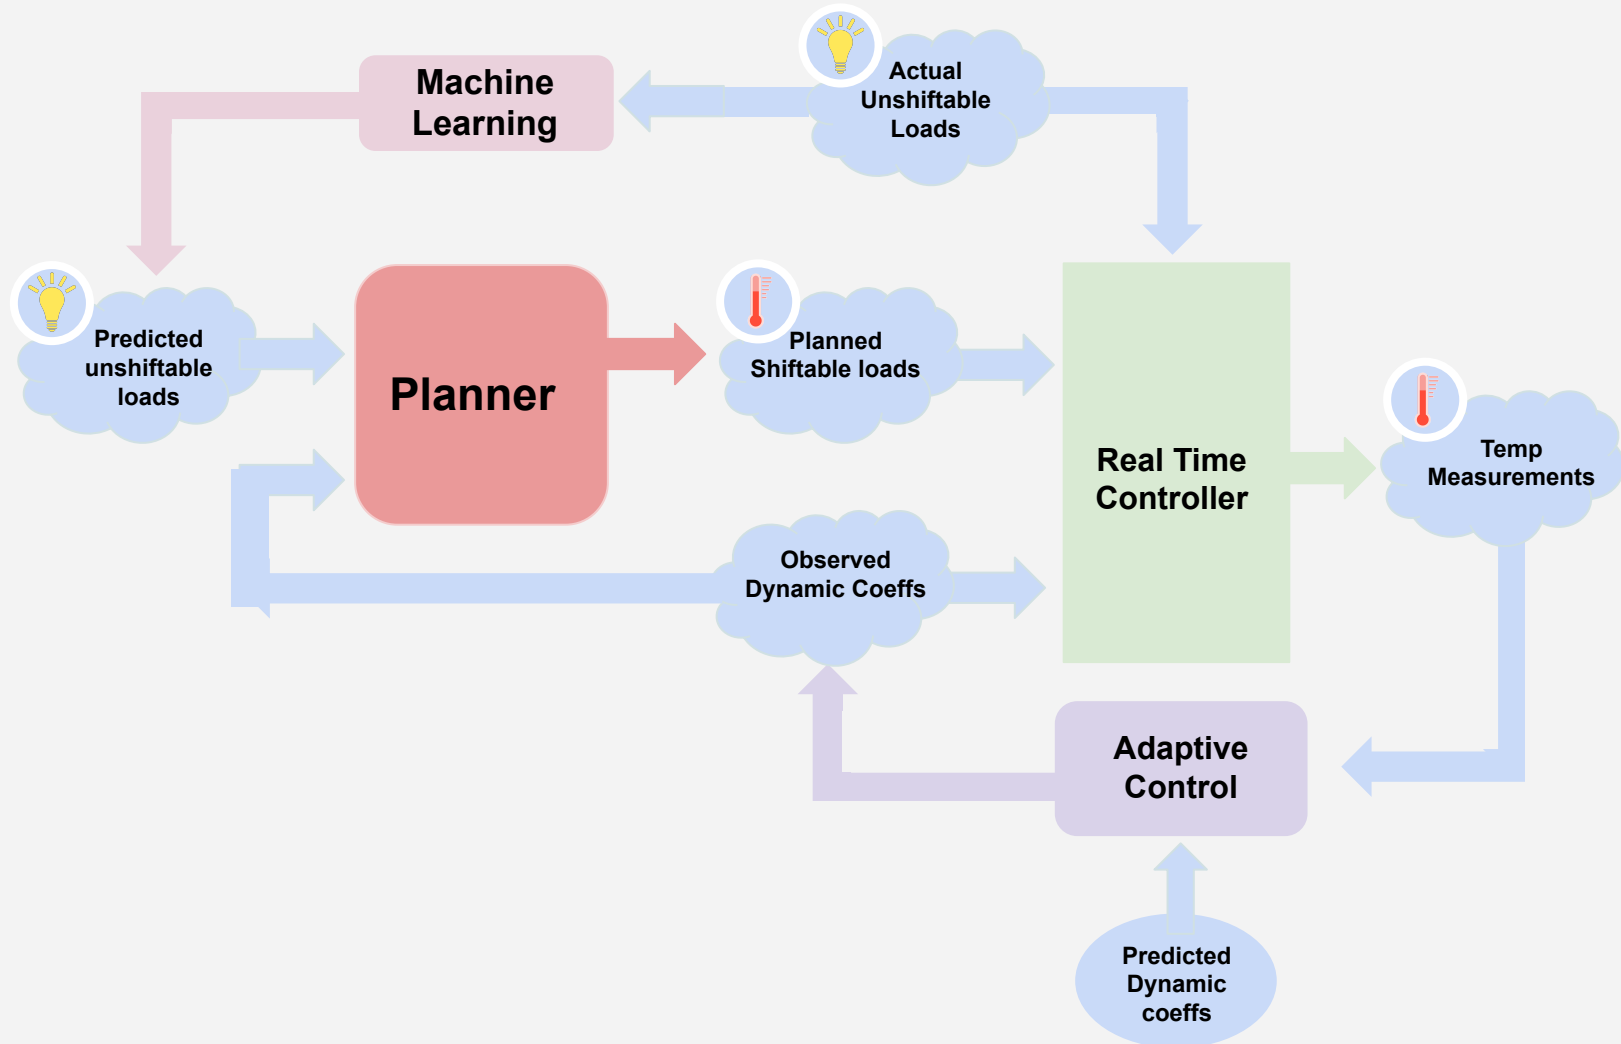 Machine
Learning
Actual
Unshiftable
Loads
Predicted
unshiftable
loads
Planner
Planned
Shiftable loads
Real Time
Controller
Temp
Measurements
Observed
Dynamic Coeffs
Adaptive
Control
Predicted
Dynamic
coeffs